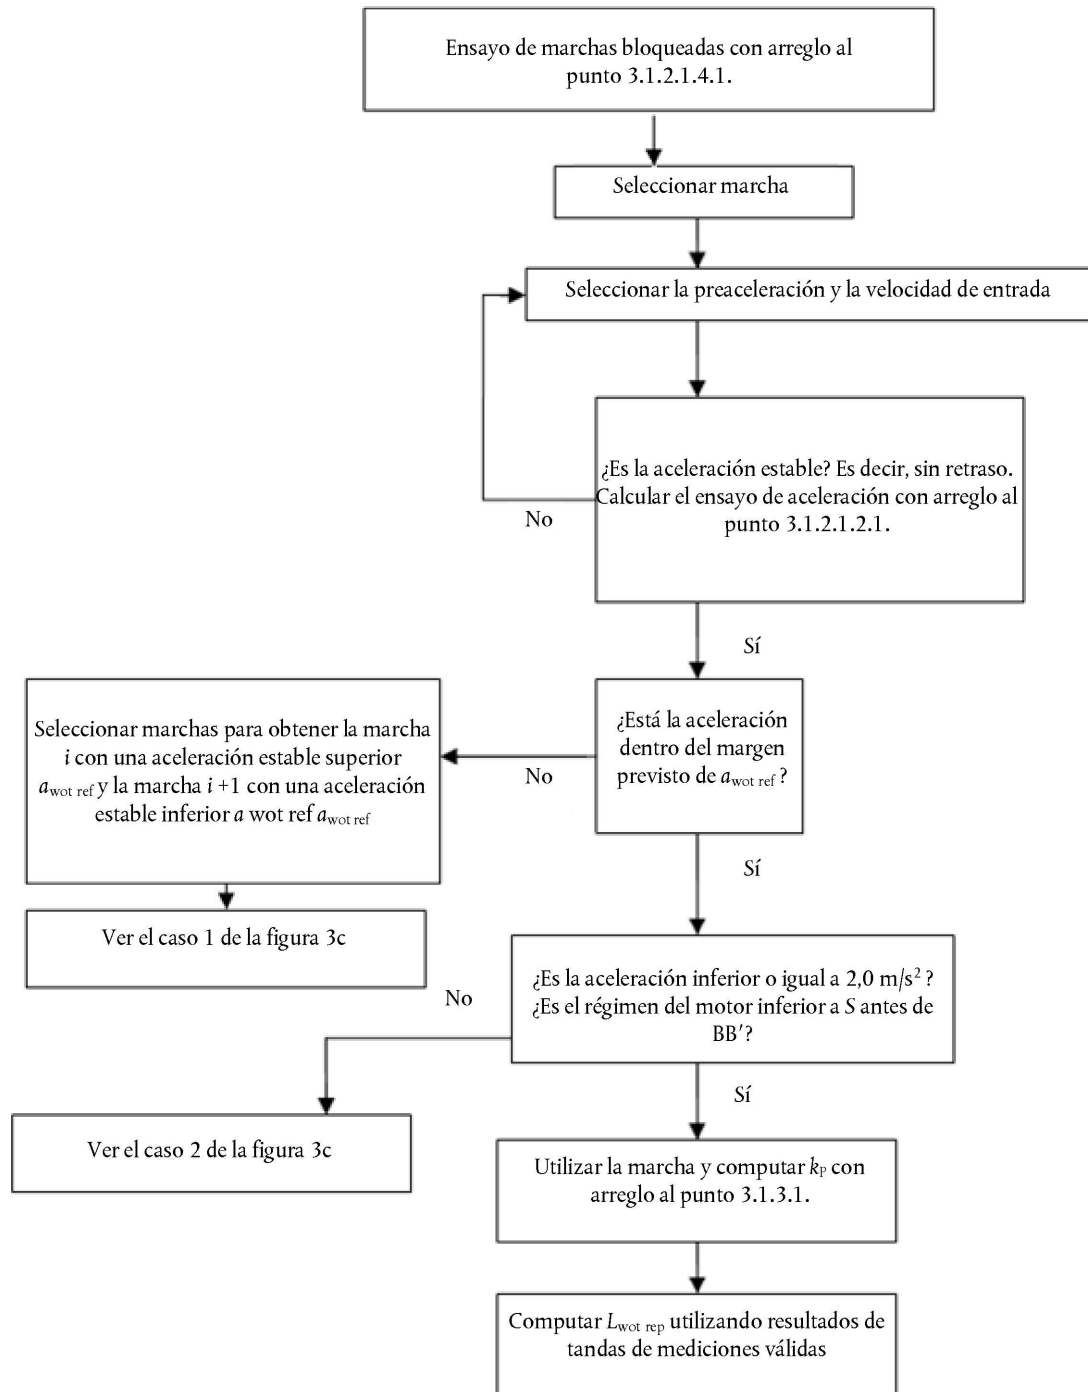 Ensayo de marchas bloqueadas con arreglo al
punto 3.1.2.1.4.1.
Seleccionar marcha
Seleccionar la preaceleración y la velocidad de entrada
¿Es la aceleración estable? Es decir, sin retraso.
Calcular el ensayo de aceleración con arreglo al
punto 3.1.2.1.2.1.
No
Sí
¿Está la aceleración
dentro del margen
previsto de a wot ref ?
No
Seleccionar marchas para obtener la marcha
i con una aceleración estable superior
a wot ref y la marcha i +1 con una aceleración
estable inferior a wot ref a wot ref
Ver el caso 1 de la figura 3c
Sí
¿Es la aceleración inferior o igual a 2,0 m/s² ?
¿Es el régimen del motor inferior a S antes de
BB′?
No
Ver el caso 2 de la figura 3c
Sí
Utilizar la marcha y computar kP con
arreglo al punto 3.1.3.1.
Computar L wot rep utilizando resultados de
tandas de mediciones válidas